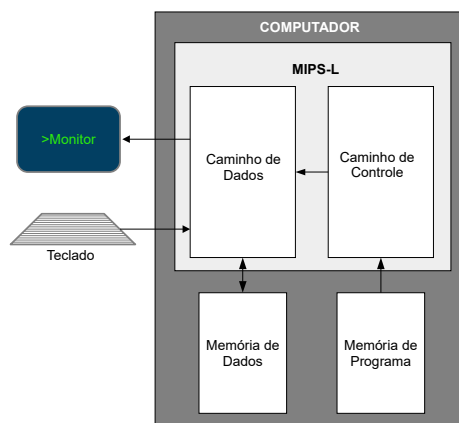 COMPUTADOR
MIPS-L
>Monitor
Caminho de
Dados
Caminho de
Controle
Teclado
Memória de
Dados
Memória de
Programa